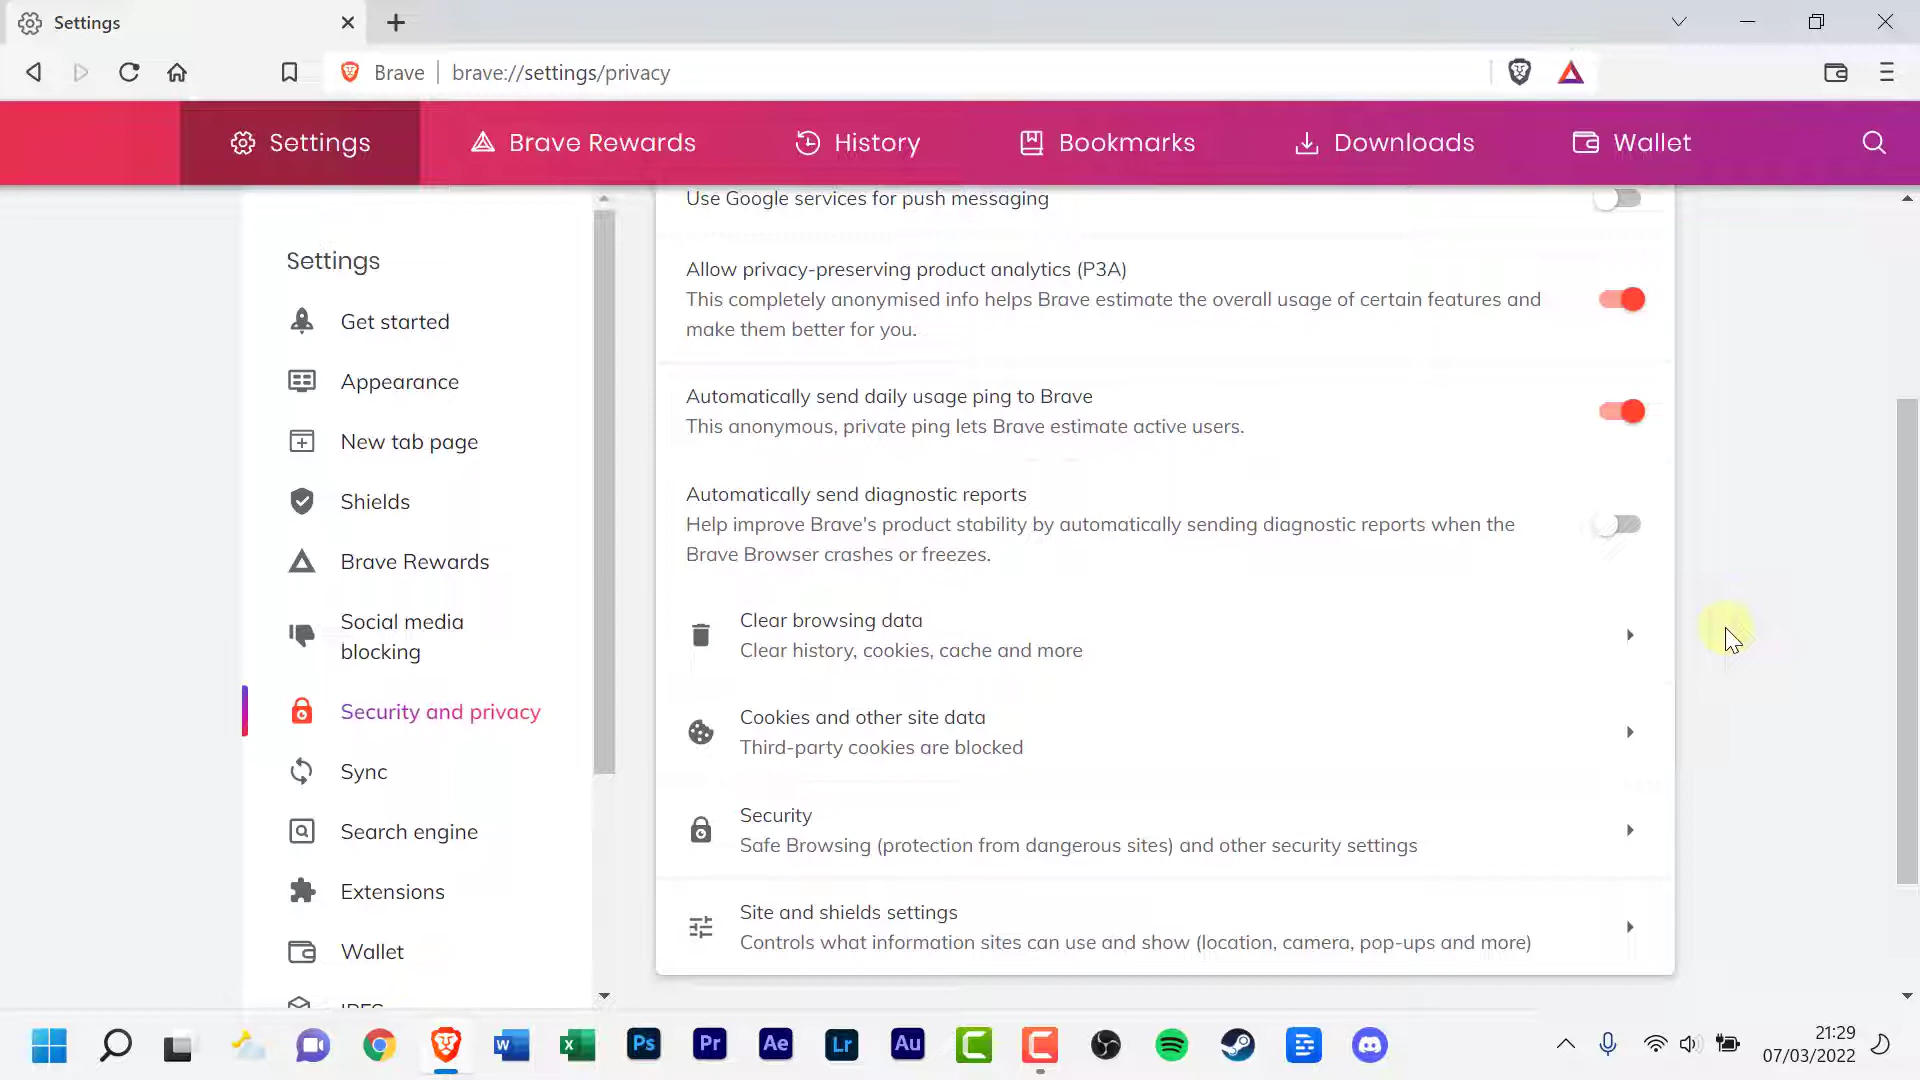 Settings
Brave
brave://settings/privacy
Settings
Brave Rewards
History
Bookmarks
Downloads
Wallet
Settings
Get started
Appearance
New tab page
Shields
Brave Rewards
Social media
blocking
Security and privacy
Sync
Search engine
Extensions
Wallet
Use Google services for push messaging
Allow privacy-preserving product analytics (P3A)
This completely anonymised info helps Brave estimate the overall usage of certain features and
make them better for you.
Automatically send daily usage ping to Brave
This anonymous, private ping lets Brave estimate active users.
Automatically send diagnostic reports
Help improve Brave's product stability by automatically sending diagnostic reports when the
Brave Browser crashes or freezes.
Clear browsing data
Clear history, cookies, cache and more
Cookies and other site data
Third-party cookies are blocked
Security
Safe Browsing (protection from dangerous sites) and other security settings
Site and shields settings
Controls what information sites can use and show (location, camera, pop-ups and more)
W
X
Ps
Pr
Ae
Lr
Au
21:29
07/03/2022